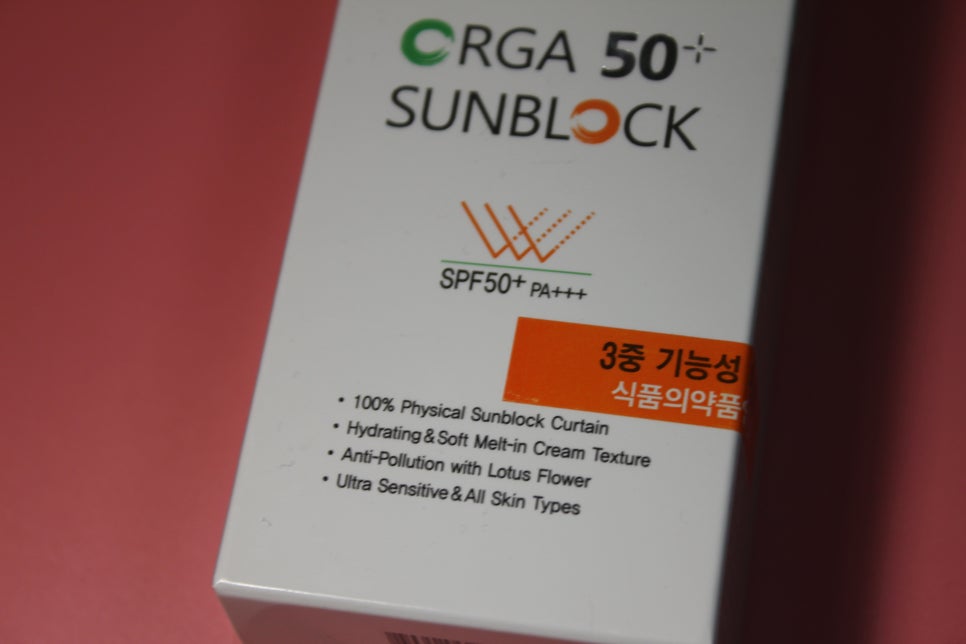 ORGA 50+
SUNBLOCK
SPF50+ PA+++
3중 기능성
식품의약품
• 100% Physical Sunblock Curtain
• Hydrating & Soft Melt-in Cream Texture
• Anti-Pollution with Lotus Flower
• Ultra Sensitive & All Skin Types